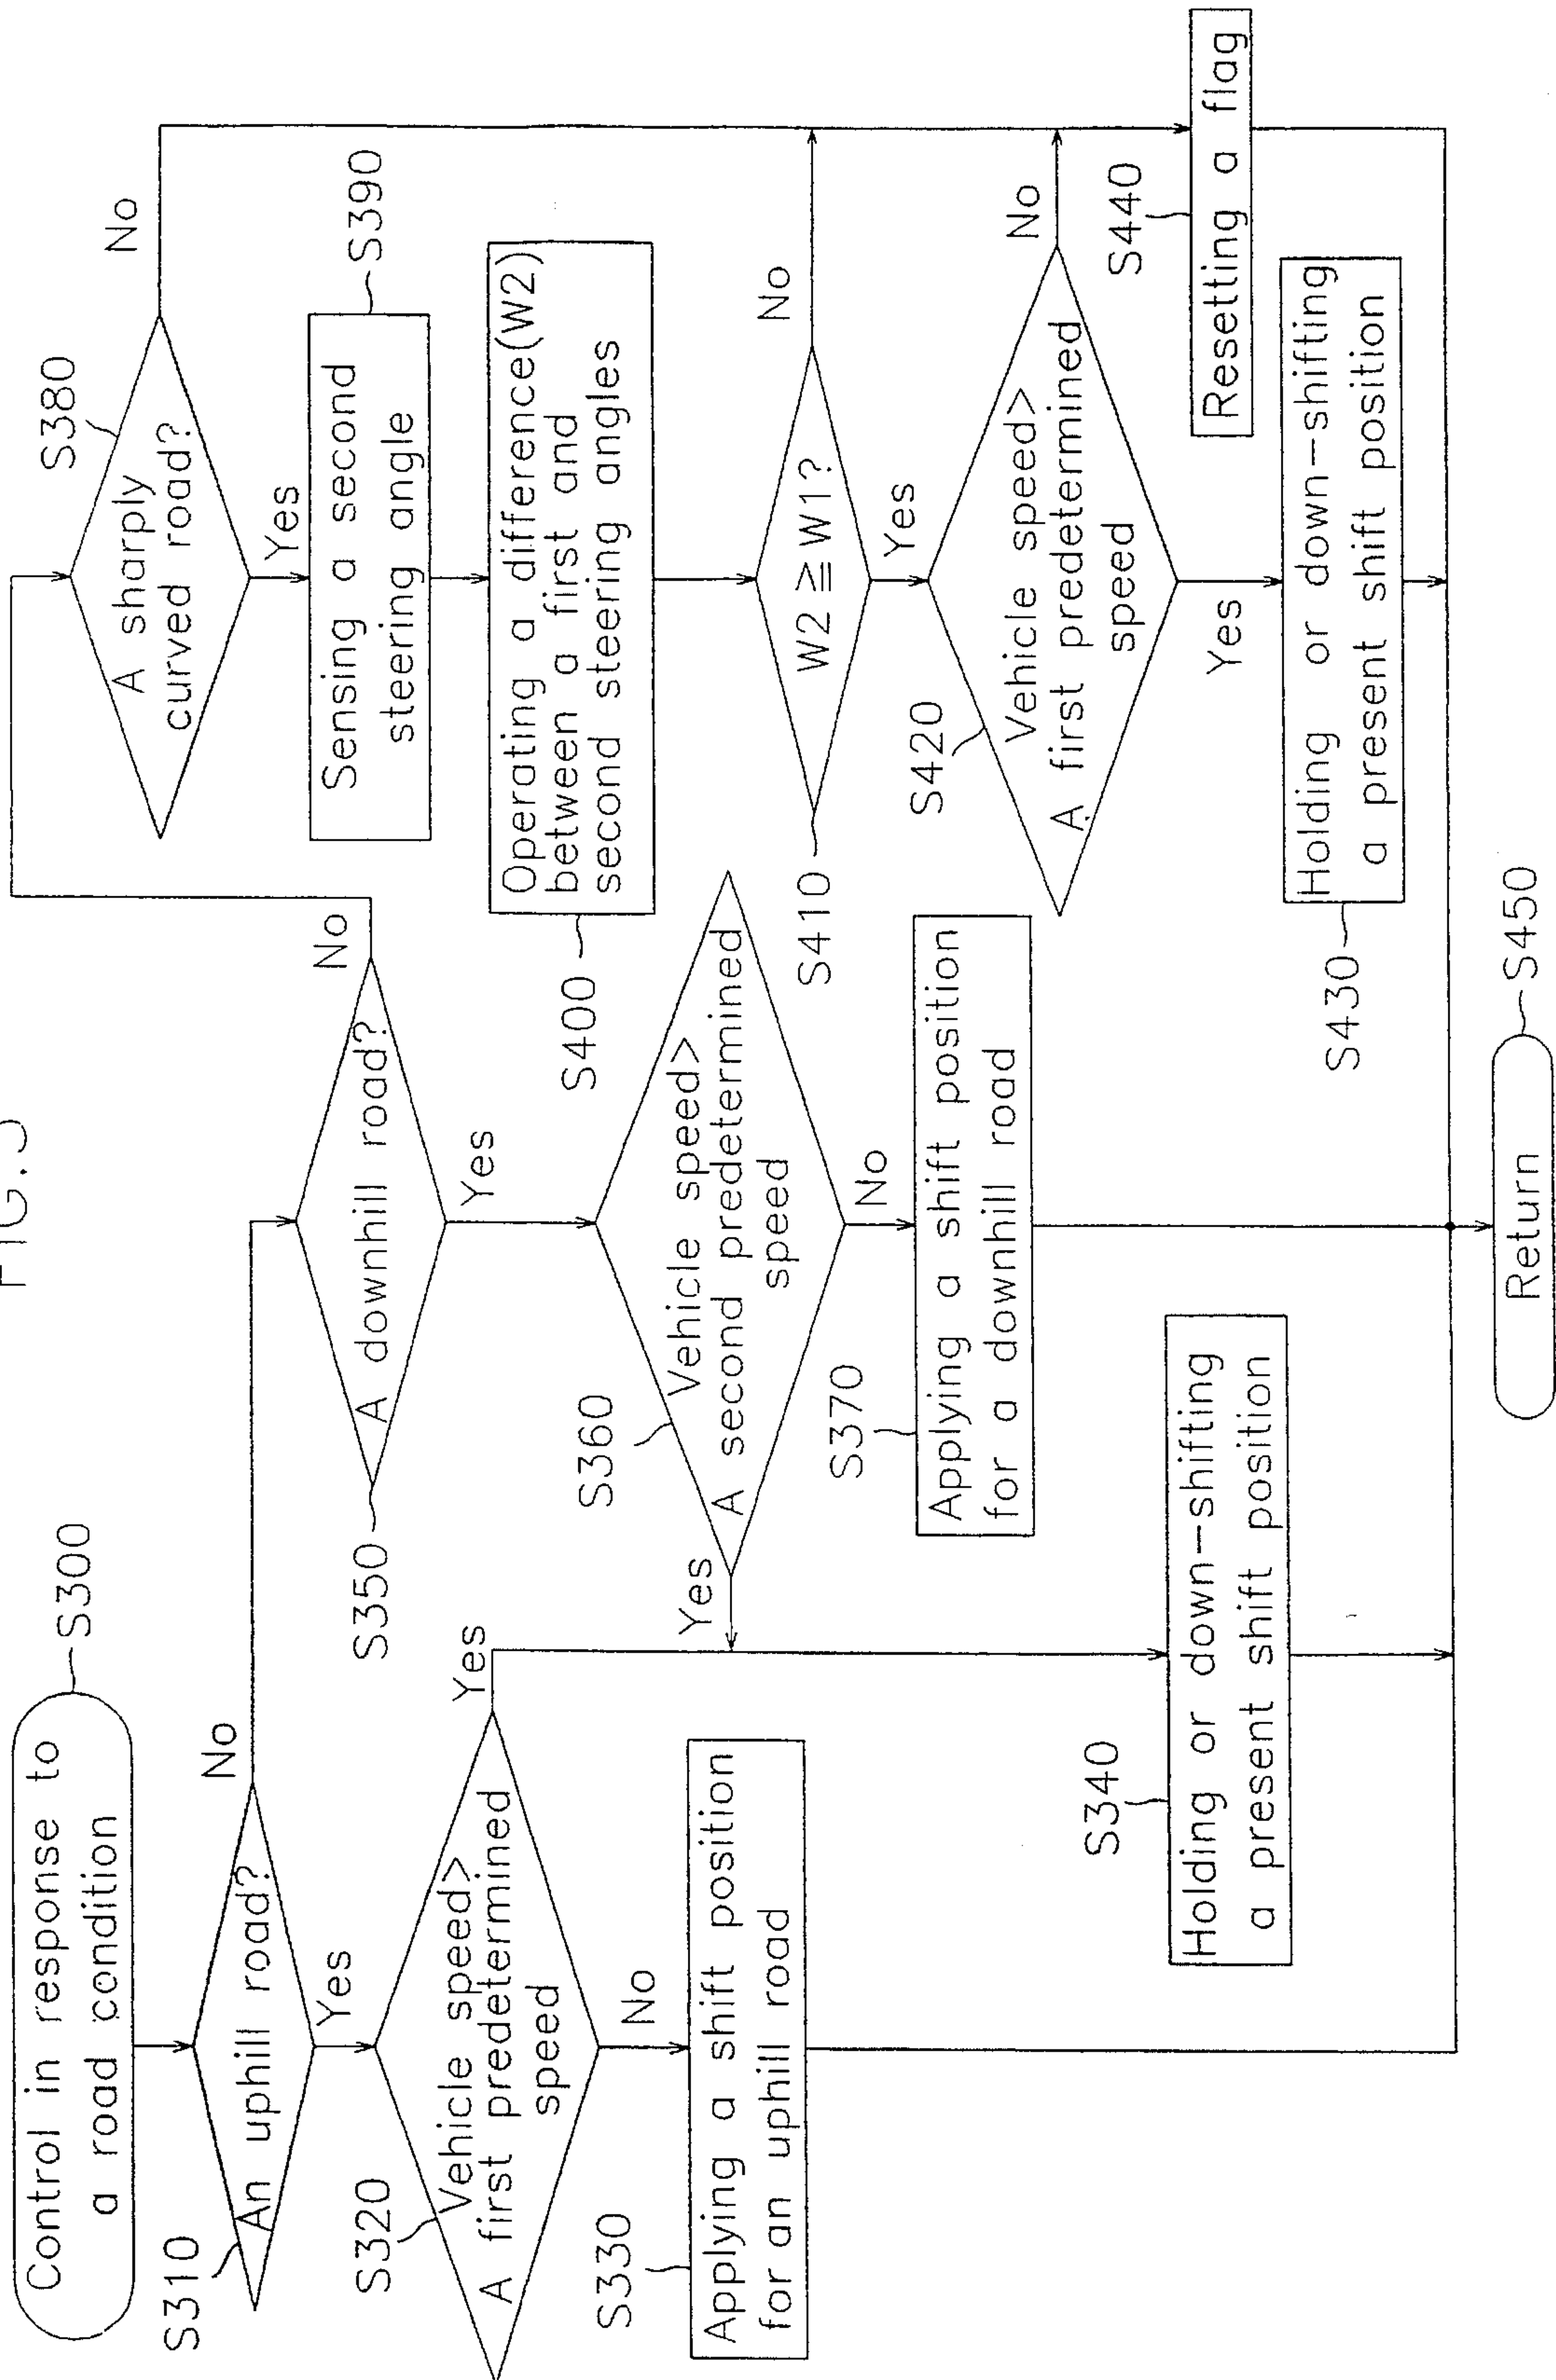 Control in response to
a road condition
S300
S310
An uphill road?
No
Yes
S320
Vehicle speed>
A first predetermined
speed
Yes
No
S330
Applying a shift position
for an uphill road
S340
Holding or down-shifting
a present shift position
S350
A downhill road?
No
Yes
S360
Vehicle speed>
A second predetermined
speed
Yes
No
S370
Applying a shift position
for a downhill road
S380
A sharply
curved road?
No
Yes
S390
Sensing a second
steering angle
S400
Operating a difference(W2)
between a first and
second steering angles
S410
W2 ≧ W1?
No
Yes
S420
Vehicle speed>
A first predetermined
speed
No
Yes
S430
Holding or down-shifting
a present shift position
S440
Resetting a flag
Return
S450